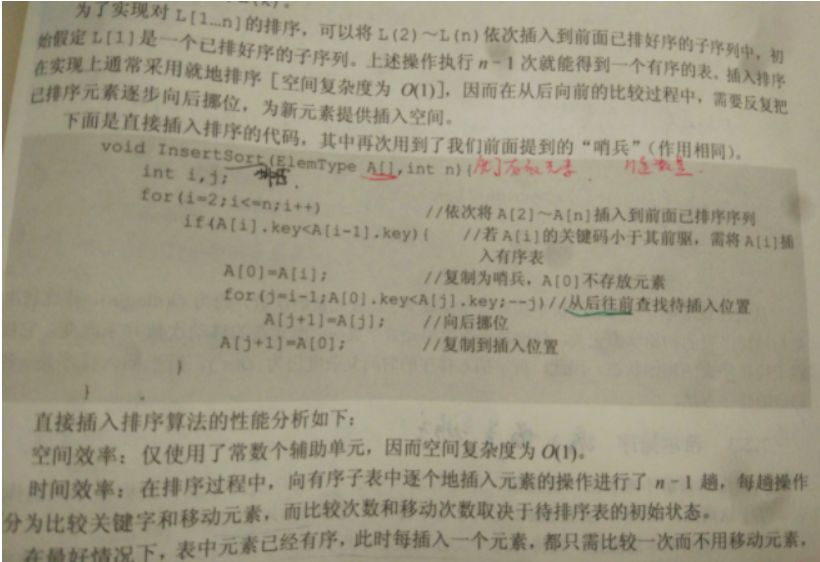 为了实现对 L[1…n]的排序，可以将 L(2)～L(n)依次插入到前面已排好序的子序列中，初
始假定 L[1]是一个已排好序的子序列。上述操作执行 n-1 次就能得到一个有序的表。插入排序
在实现上通常采用就地排序［空间复杂度为 O(1)］，因而在从后向前的比较过程中，需要反复把
已排序元素逐步向后挪位，为新元素提供插入空间。
下面是直接插入排序的代码，其中再次用到了我们前面提到的“哨兵”（作用相同）。
void InsertSort(ElemType A[],int n){
int i,j;
for(i=2;i<=n;i++) //依次将 A[2]～A[n]插入到前面已排序序列
if(A[i].key<A[i-1].key){ //若 A[i]的关键码小于其前驱，需将 A[i]插
入有序表
A[0]=A[i]; //复制为哨兵，A[0]不存放元素
for(j=i-1;A[0].key<A[j].key;--j)//从后往前查找待插入位置
A[j+1]=A[j]; //向后挪位
A[j+1]=A[0]; //复制到插入位置
}
}
直接插入排序算法的性能分析如下：
空间效率：仅使用了常数个辅助单元，因而空间复杂度为 O(1)。
时间效率：在排序过程中，向有序子表中逐个地插入元素的操作进行了 n-1 趟，每趟操作
分为比较关键字和移动元素，而比较次数和移动次数取决于待排序表的初始状态。
在最好情况下，表中元素已经有序，此时每插入一个元素，都只需比较一次而不用移动元素，